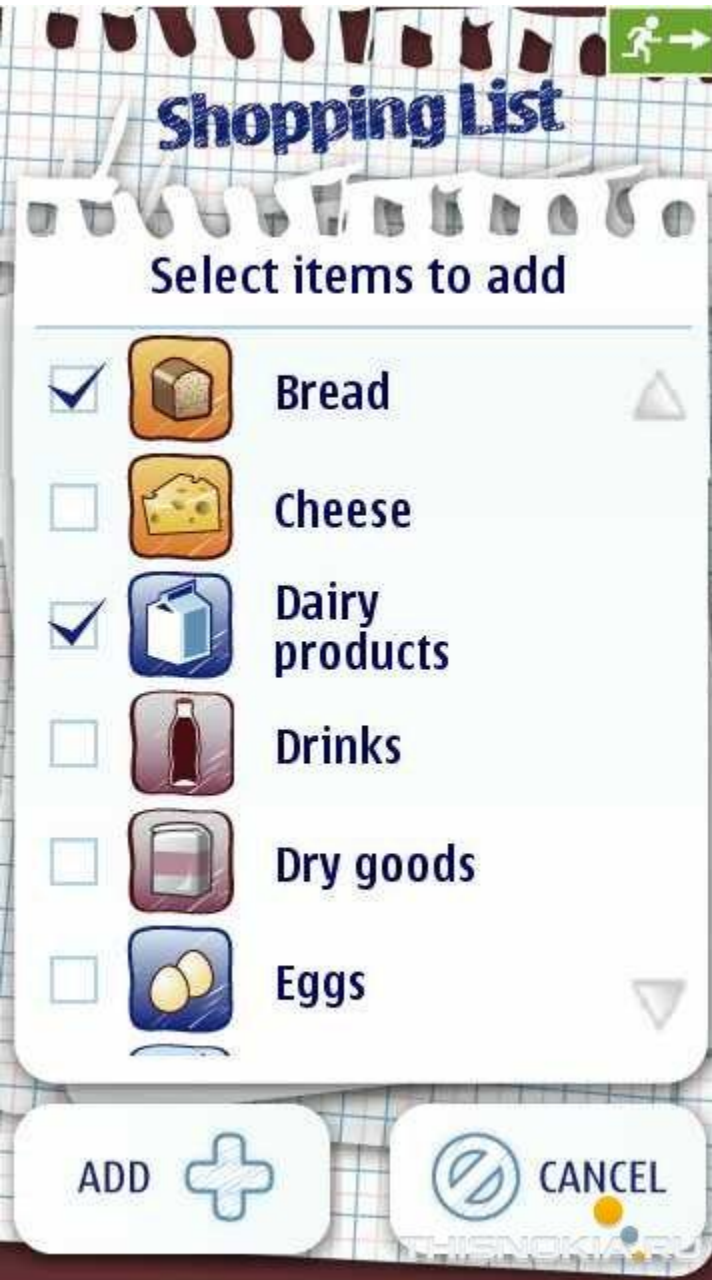 Shopping List
Select items to add
Bread
Cheese
Dairy
products
Drinks
Dry goods
Eggs
ADD
CANCEL
THISNOKIA.RU